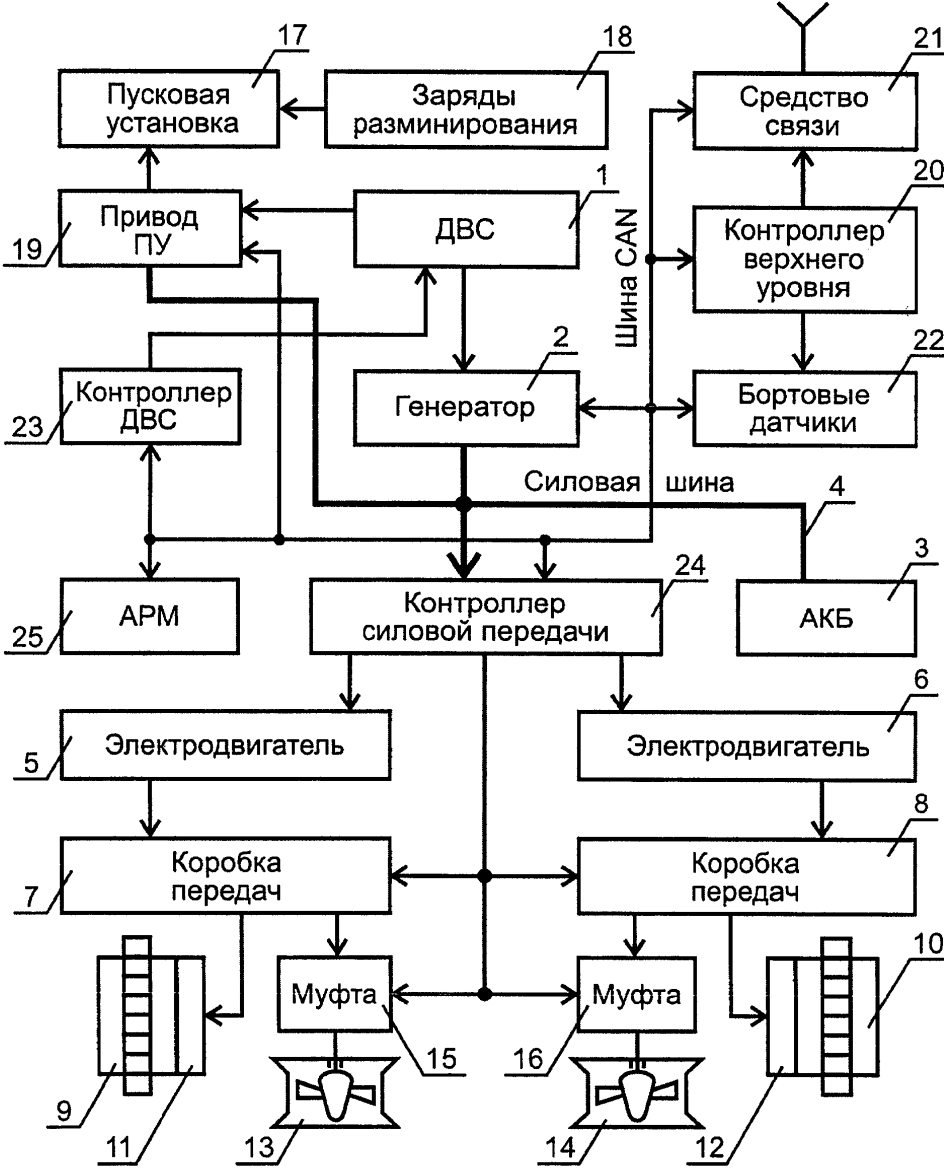 17
18
21
Пусковая
установка
Заряды
разминирования
Средство
связи
1
20
19
Привод
ПУ
ДВС
Шина CAN
Контроллер
верхнего
уровня
2
22
23
Контроллер
ДВС
Генератор
Бортовые
датчики
Силовая шина
4
3
24
25
АРМ
Контроллер
силовой передачи
АКБ
6
5
Электродвигатель
Электродвигатель
8
7
Коробка
передач
Коробка
передач
10
Муфта
Муфта
15
16
9
11
13
14
12